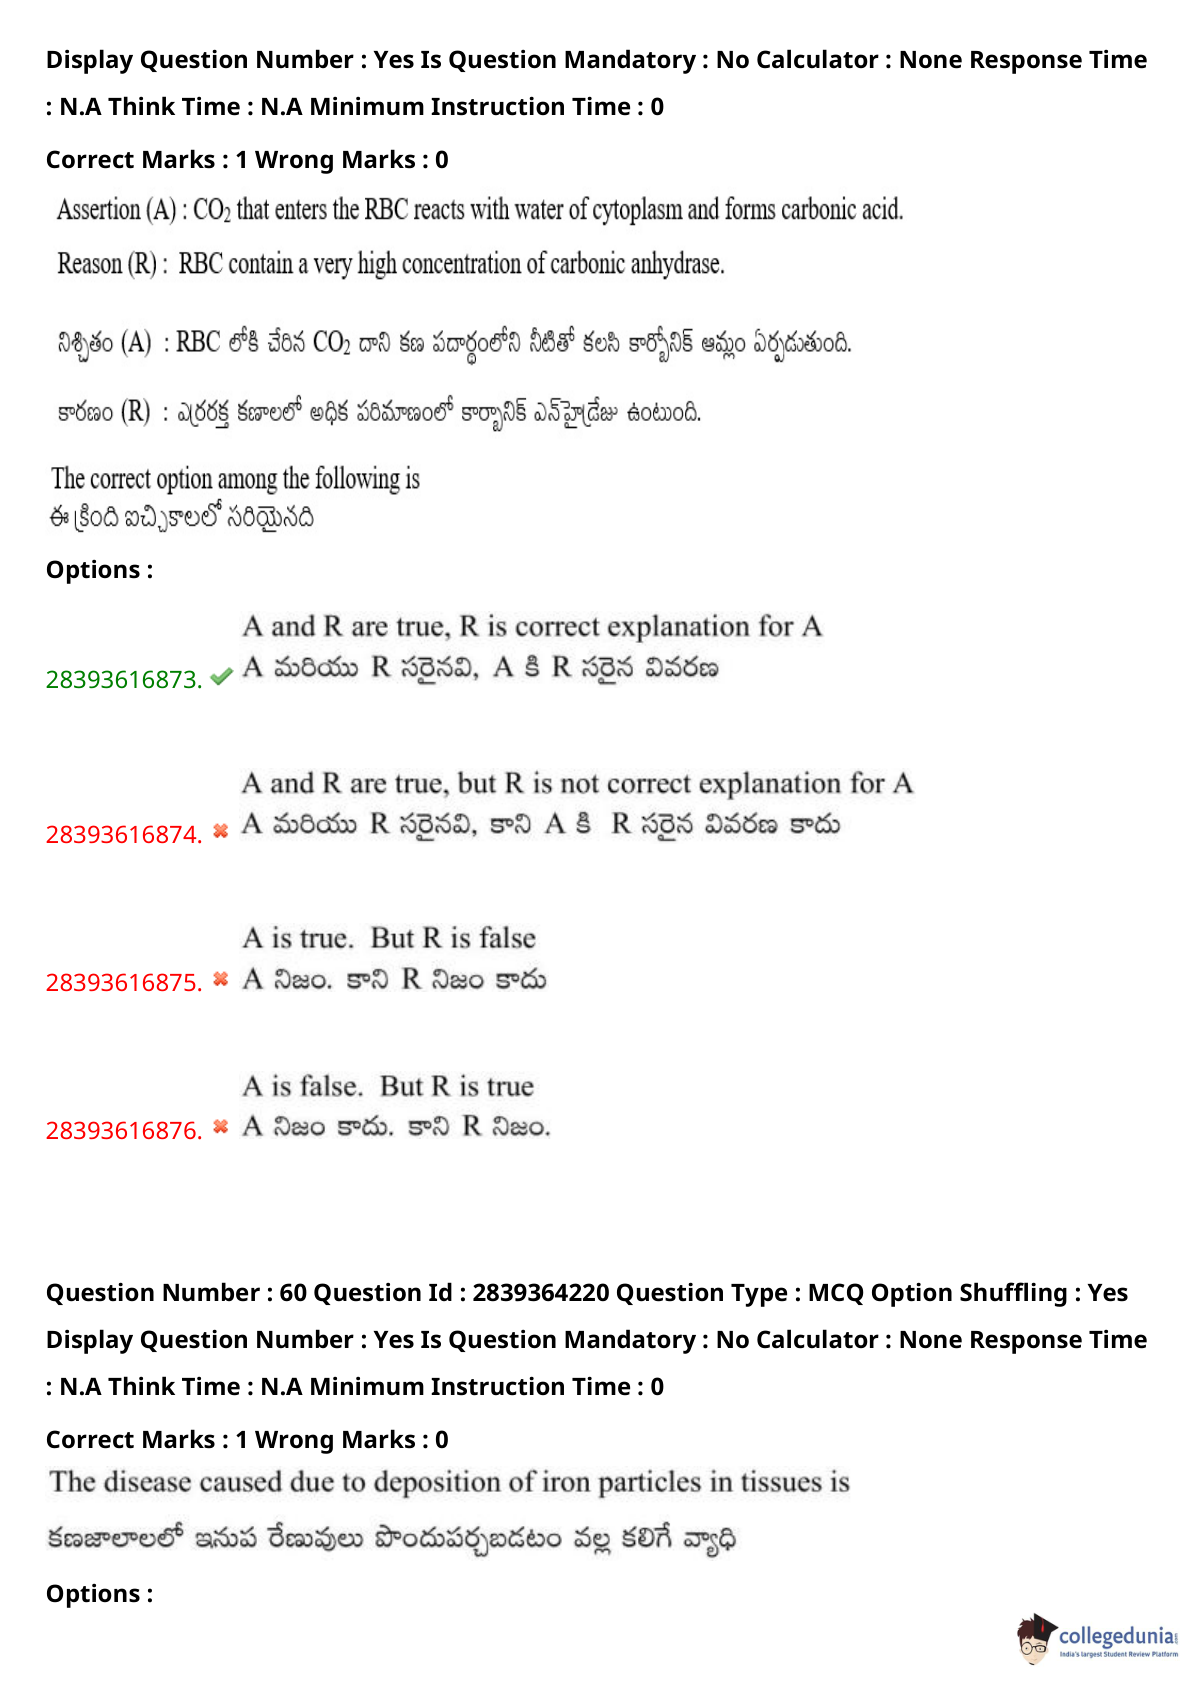 Display Question Number : Yes Is Question Mandatory : No Calculator : None Response Time
: N.A Think Time : N.A Minimum Instruction Time : 0
Correct Marks : 1 Wrong Marks : 0
Assertion (A) : CO₂ that enters the RBC reacts with water of cytoplasm and forms carbonic acid.
Reason (R) : RBC contain a very high concentration of carbonic anhydrase.
నిశ్చితం (A) : RBC లోకి చేరిన CO₂ దాని కణ పదార్థంలోని నీటితో కలసి కార్బోనిక్ ఆమ్లం ఏర్పడుతుంది.
కారణం (R) : ఎర్రరక్త కణాలలో అధిక పరిమాణంలో కార్బానిక్ ఎన్‌హైడ్రేజు ఉంటుంది.
The correct option among the following is
ఈ క్రింది ఐచ్చికాలలో సరియైనది
Options :
A and R are true, R is correct explanation for A
28393616873. A మరియు R సరైనవి, A కి R సరైన వివరణ
A and R are true, but R is not correct explanation for A
28393616874. A మరియు R సరైనవి, కాని A కి R సరైన వివరణ కాదు
A is true. But R is false
28393616875. A నిజం. కాని R నిజం కాదు
A is false. But R is true
28393616876. A నిజం కాదు. కాని R నిజం.
Question Number : 60 Question Id : 2839364220 Question Type : MCQ Option Shuffling : Yes
Display Question Number : Yes Is Question Mandatory : No Calculator : None Response Time
: N.A Think Time : N.A Minimum Instruction Time : 0
Correct Marks : 1 Wrong Marks : 0
The disease caused due to deposition of iron particles in tissues is
కణజాలాలలో ఇనుప రేణువులు పొందుపర్చబడటం వల్ల కలిగే వ్యాధి
Options :
collegedunia
India's largest Student Review Platform